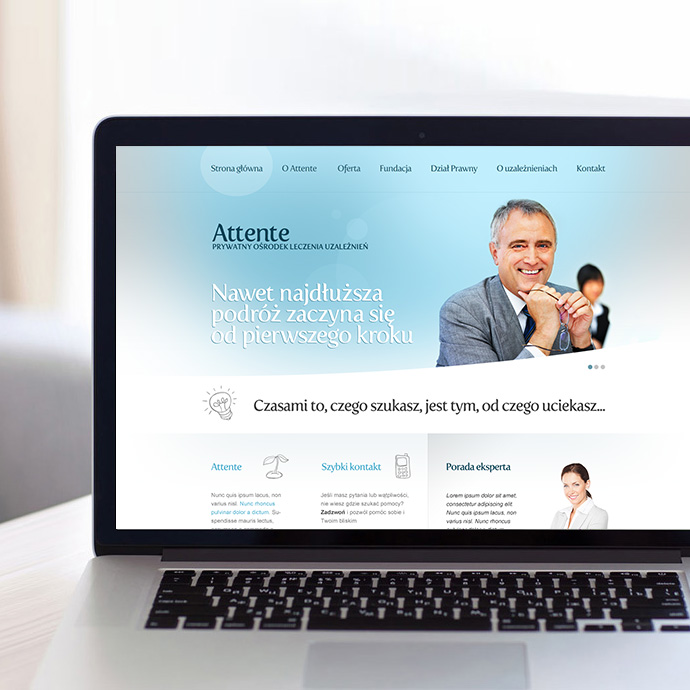 Strona główna O Attente Oferta Fundacja Dział Prawny O uzależnieniach Kontakt
Attente
PRYWATNY OŚRODEK LECZENIA UZALEŻNIEŃ
Nawet najdłuższa
podróż zaczyna się
od pierwszego kroku
Czasami to, czego szukasz, jest tym, od czego uciekasz...
Attente
Nunc quis ipsum lacus, non
varius nisl. Nunc rhoncus
pulvinar dolor a dictum. Su-
spendisse mauris lectus,
Szybki kontakt
Jeśli masz pytania lub wątpliwości,
nie wiesz gdzie szukać pomocy?
Zadzwoń i pozwól pomóc sobie i
Twoim bliskim
Porada eksperta
Lorem ipsum dolor sit amet,
consectetur adipiscing elit.
Nunc quis ipsum lacus, non
varius nisl. Nunc rhoncus